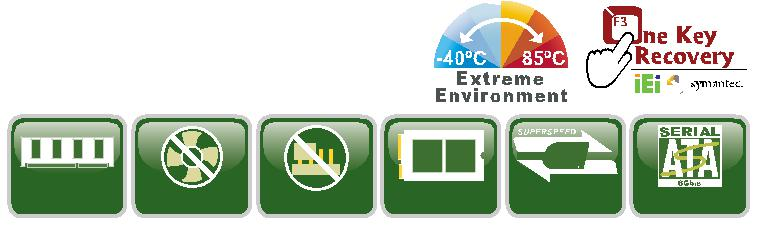 -40°C 85°C
Extreme
Environment
F3
One Key
Recovery
iEi symantec.
SUPERSPEED
SERIAL
ATA
6Gb/s